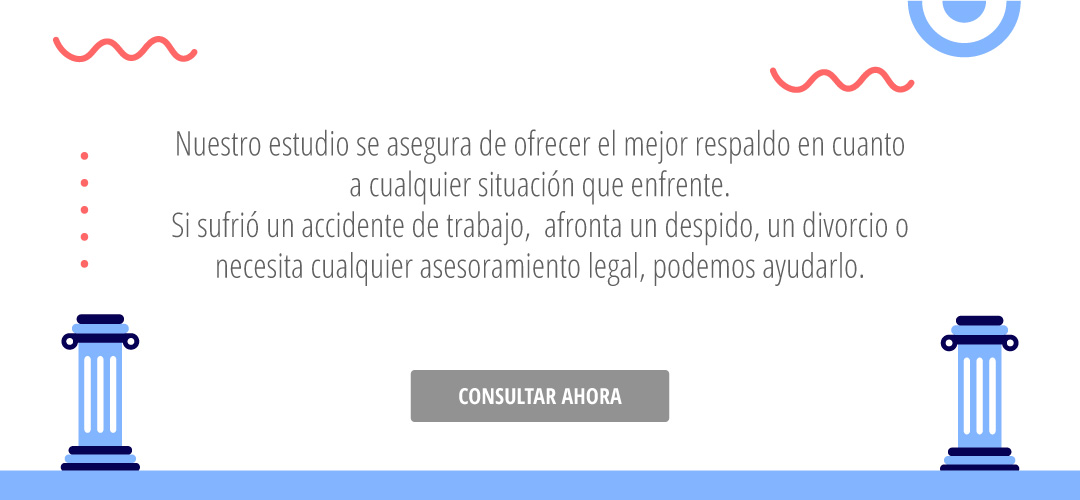 Nuestro estudio se asegura de ofrecer el mejor respaldo en cuanto
a cualquier situación que enfrente.
Si sufrió un accidente de trabajo,  afronta un despido, un divorcio o
necesita cualquier asesoramiento legal, podemos ayudarlo.
CONSULTAR AHORA